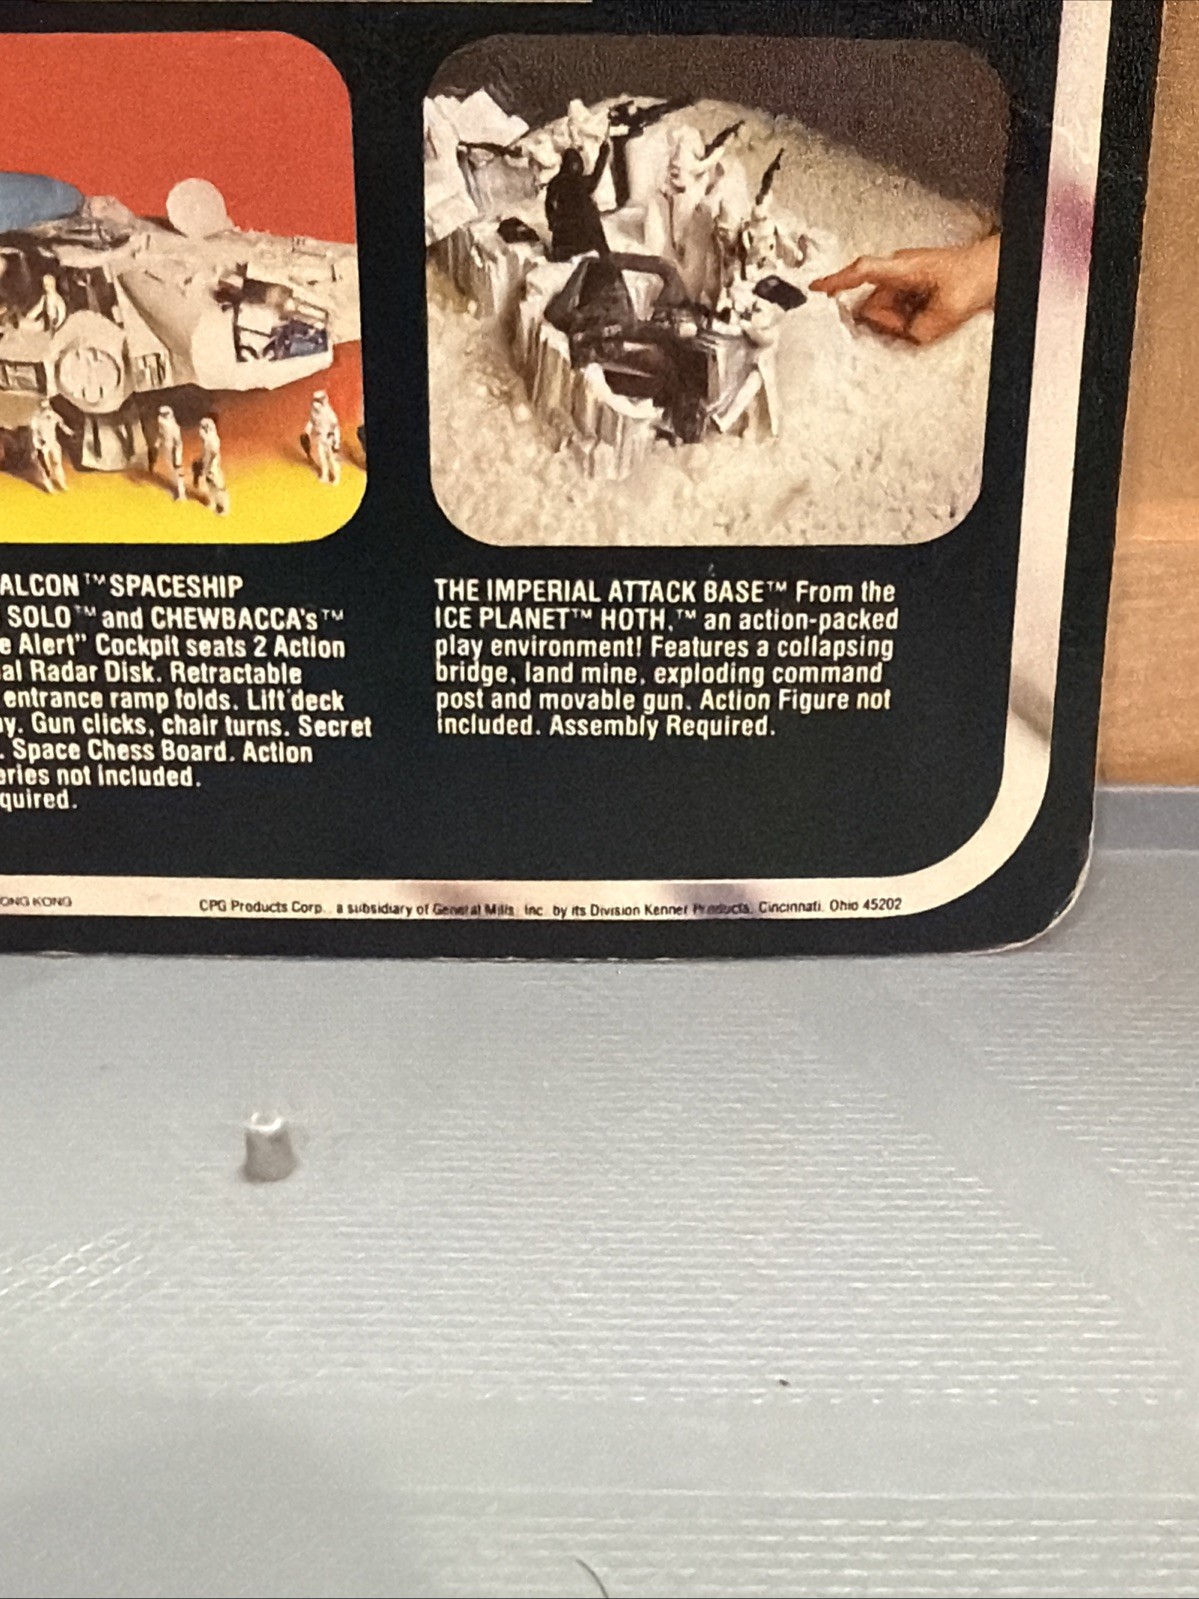 ALCON™ SPACESHIP
SOLO™ and CHEWBACCA's™
e Alert" Cockpit seats 2 Action
al Radar Disk. Retractable
entrance ramp folds. Lift deck
y. Gun clicks, chair turns. Secret
. Space Chess Board. Action
eries not included.
quired.
THE IMPERIAL ATTACK BASE™ From the
ICE PLANET™ HOTH,™ an action-packed
play environment! Features a collapsing
bridge, land mine, exploding command
post and movable gun. Action Figure not
included. Assembly Required.
ONG KONG
CPG Products Corp., a subsidiary of General Mills, Inc. by its Division Kenner Products, Cincinnati, Ohio 45202